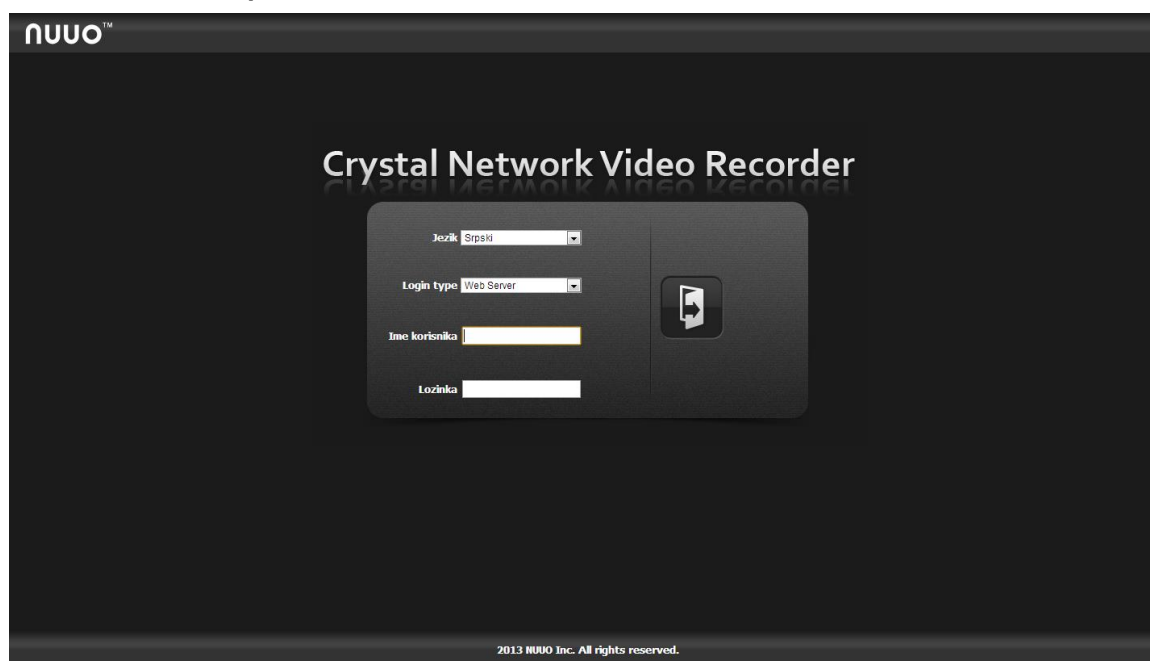 nuuo™
Crystal Network Video Recorder
Jezik Srpski
Login type Web Server
Ime korisnika
Lozinka
2013 NUUO Inc. All rights reserved.